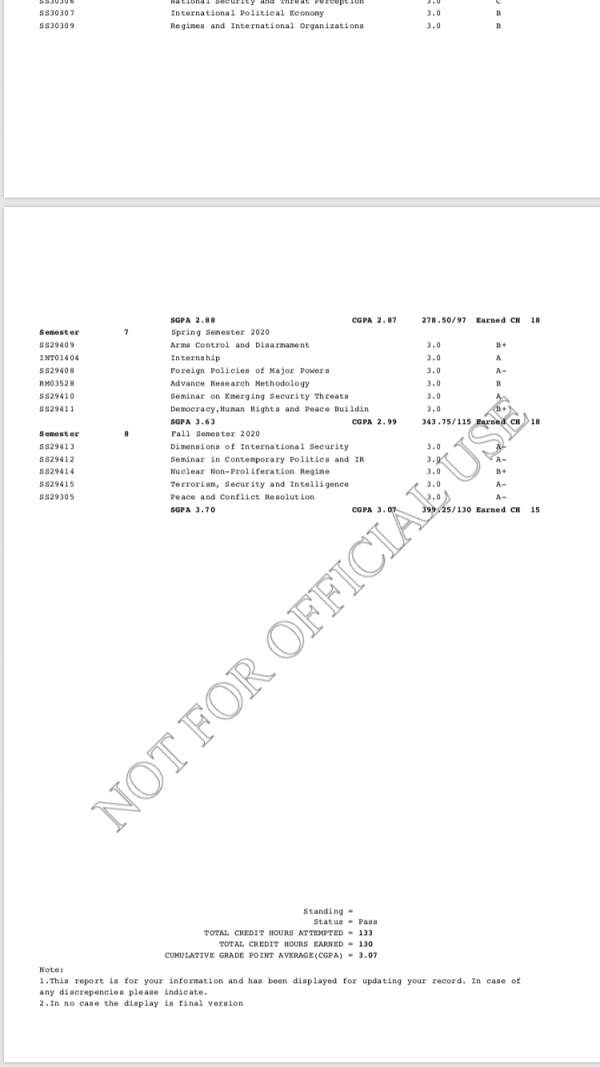 SS30306 National Security and Threat Perception 3.0 C
SS30307 International Political Economy 3.0 B
SS30309 Regimes and International Organizations 3.0 B
SGPA 2.88 CGPA 2.87 278.50/97 Earned CH 18
Semester 7 Spring Semester 2020
SS29409 Arms Control and Disarmament 3.0 B+
INT01404 Internship 3.0 A
SS29408 Foreign Policies of Major Powers 3.0 A-
RM03528 Advance Research Methodology 3.0 B
SS29410 Seminar on Emerging Security Threats 3.0 A
SS29411 Democracy,Human Rights and Peace Buildin 3.0 B+
SGPA 3.63 CGPA 2.99 343.75/115 Earned CH 18
Semester 8 Fall Semester 2020
SS29413 Dimensions of International Security 3.0 A-
SS29412 Seminar in Contemporary Politics and IR 3.0 A-
SS29414 Nuclear Non-Proliferation Regime 3.0 B+
SS29415 Terrorism, Security and Intelligence 3.0 A-
SS29305 Peace and Conflict Resolution 3.0 A-
SGPA 3.70 CGPA 3.07 399.25/130 Earned CH 15
NOT FOR OFFICIAL USE
Standing =
Status = Pass
TOTAL CREDIT HOURS ATTEMPTED = 133
TOTAL CREDIT HOURS EARNED = 130
CUMULATIVE GRADE POINT AVERAGE(CGPA) = 3.07
Note:
1.This report is for your information and has been displayed for updating your record. In case of
any discrepencies please indicate.
2.In no case the display is final version